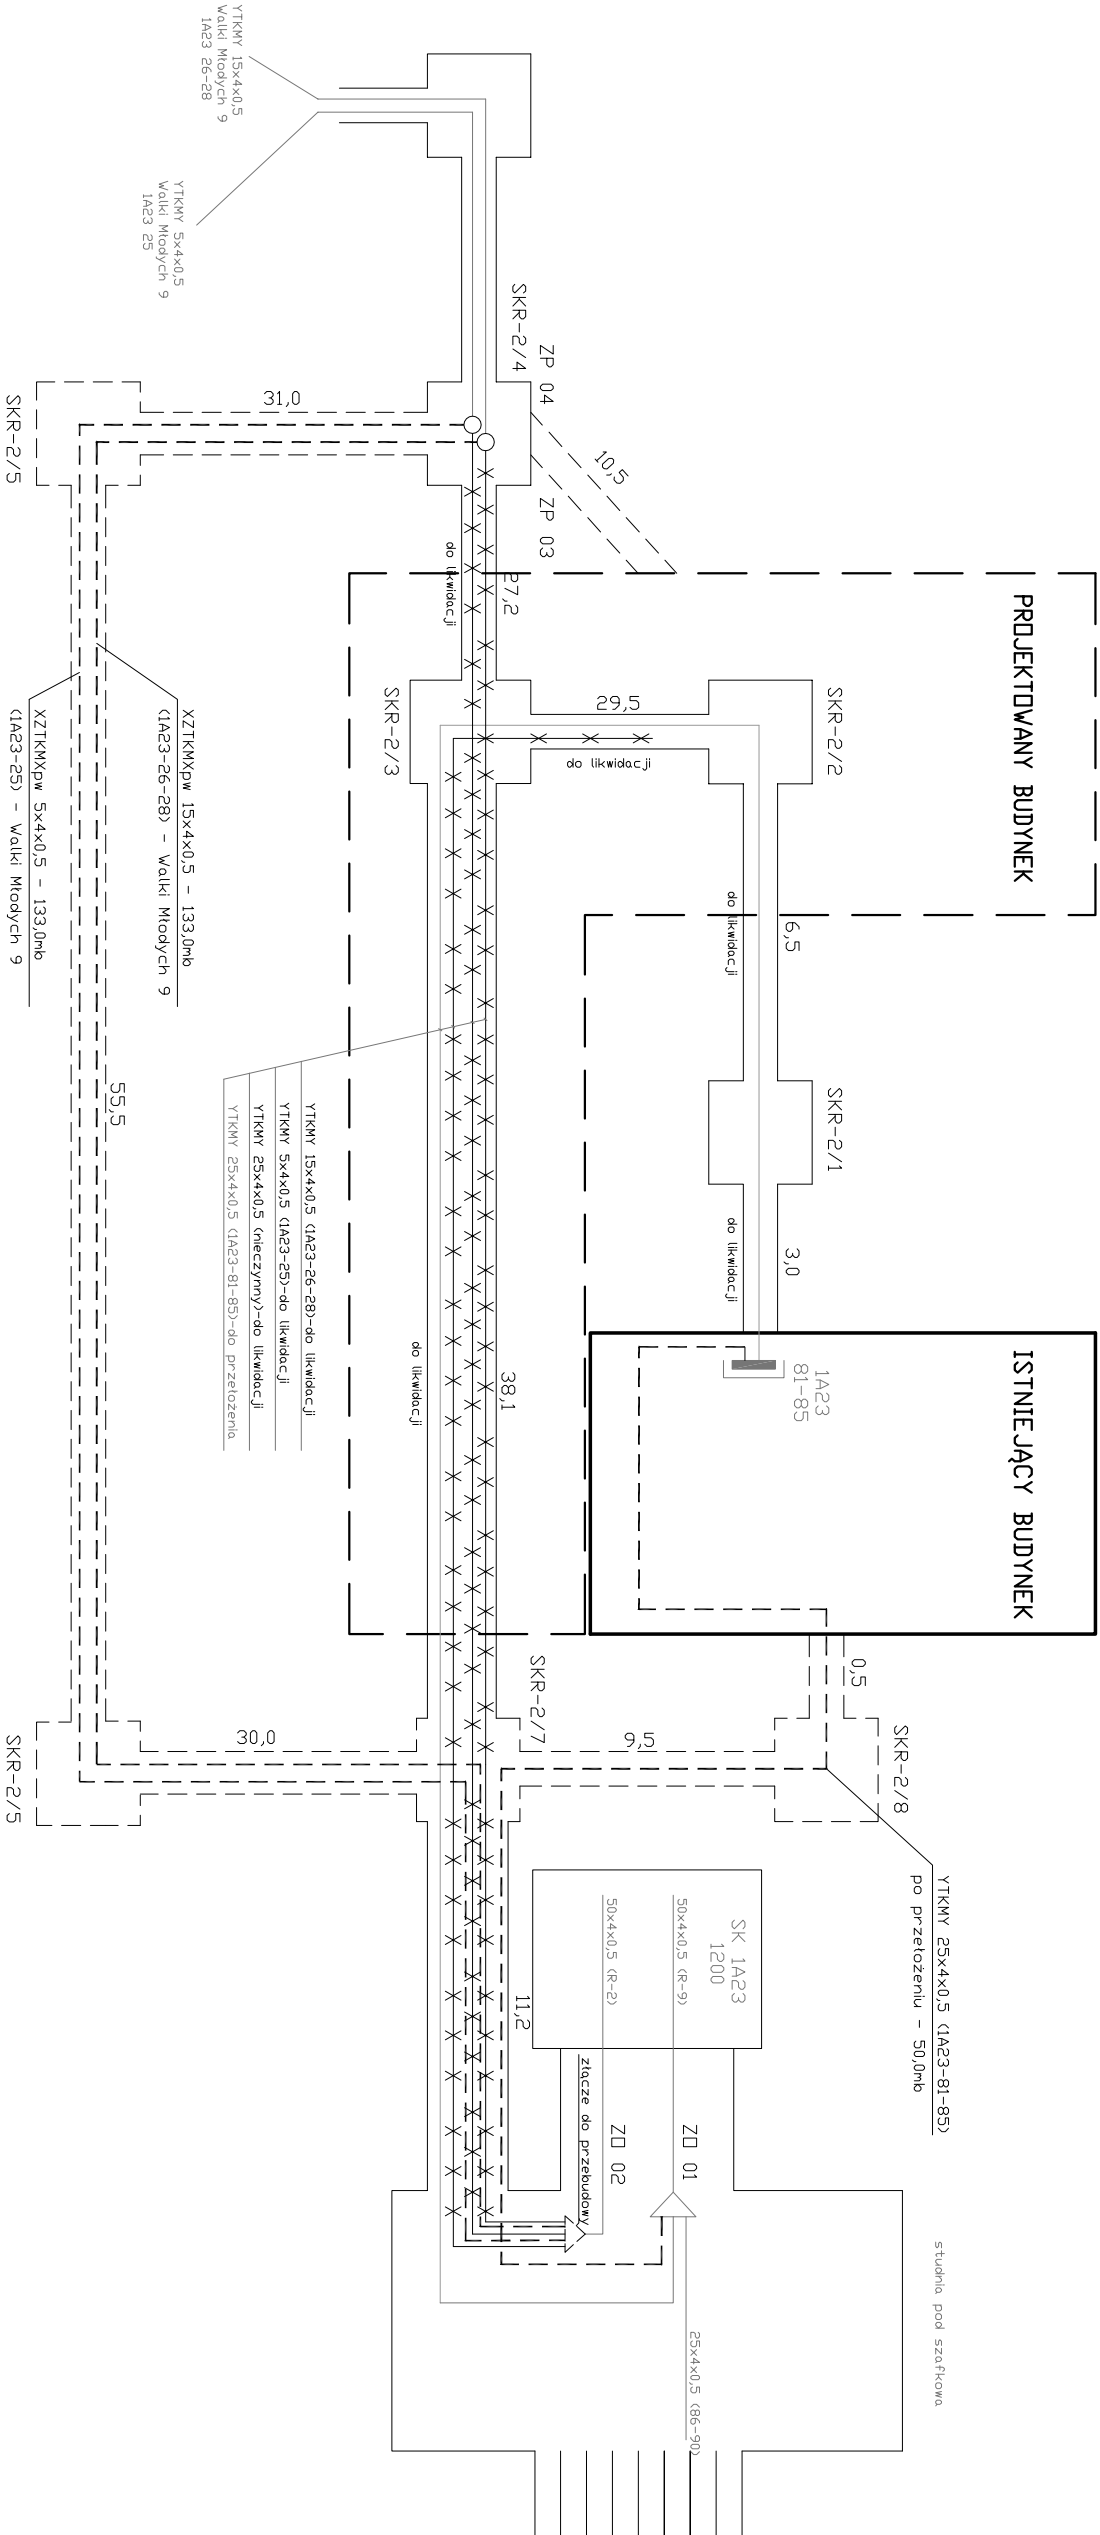 YTKMY 15x4x0,5
Walki Młodych 9
1A23 26-28
YTKMY 5x4x0,5
Walki Młodych 9
1A23 25
SKR-2/4
ZP 04
ZP 03
10,5
31,0
SKR-2/5
27,2
do likwidacji
PROJEKTOWANY BUDYNEK
SKR-2/3
29,5
do likwidacji
SKR-2/2
6,5
do likwidacji
SKR-2/1
3,0
do likwidacji
XZTKMXpw 15x4x0,5 - 133,0mb
(1A23-26-28) - Walki Młodych 9
XZTKMXpw 5x4x0,5 - 133,0mb
(1A23-25) - Walki Młodych 9
55,5
YTKMY 15x4x0,5 (1A23-26-28)-do likwidacji
YTKMY 5x4x0,5 (1A23-25)-do likwidacji
YTKMY 25x4x0,5 (nieczynny)-do likwidacji
YTKMY 25x4x0,5 (1A23-81-85)-do przełożenia
38,1
do likwidacji
ISTNIEJĄCY BUDYNEK
1A23
81-85
0,5
SKR-2/8
9,5
SKR-2/7
30,0
SKR-2/5
YTKMY 25x4x0,5 (1A23-81-85)
po przełożeniu - 50,0mb
SK 1A23
1200
50x4x0,5 (R-9)
50x4x0,5 (R-2)
11,2
złącze do przebudowy
ZO 02
ZO 01
25x4x0,5 (86-90)
studnia pod szafkowa